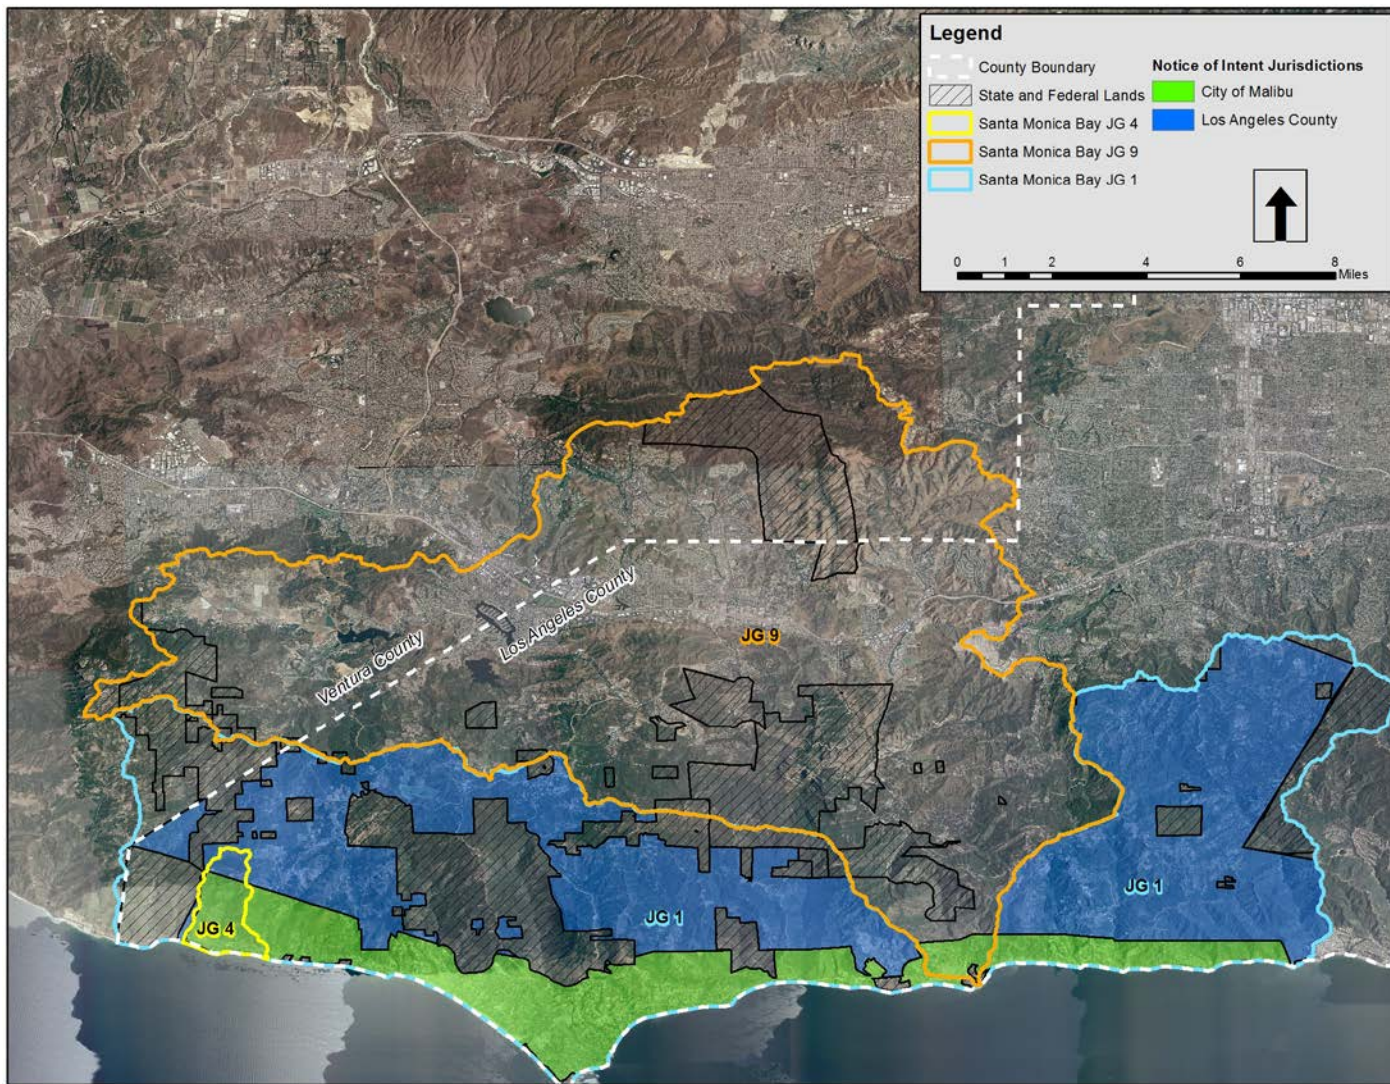 Legend
County Boundary
State and Federal Lands
Santa Monica Bay JG 4
Santa Monica Bay JG 9
Santa Monica Bay JG 1
Notice of Intent Jurisdictions
City of Malibu
Los Angeles County
0 1 2 4 6 8
Miles
Ventura County
Los Angeles County
JG 9
JG 1
JG 1
JG 4